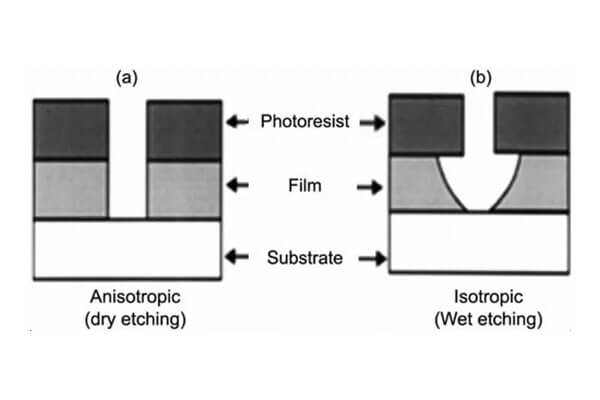 (a)
(b)
Photoresist
Film
Substrate
Anisotropic
(dry etching)
Isotropic
(Wet etching)